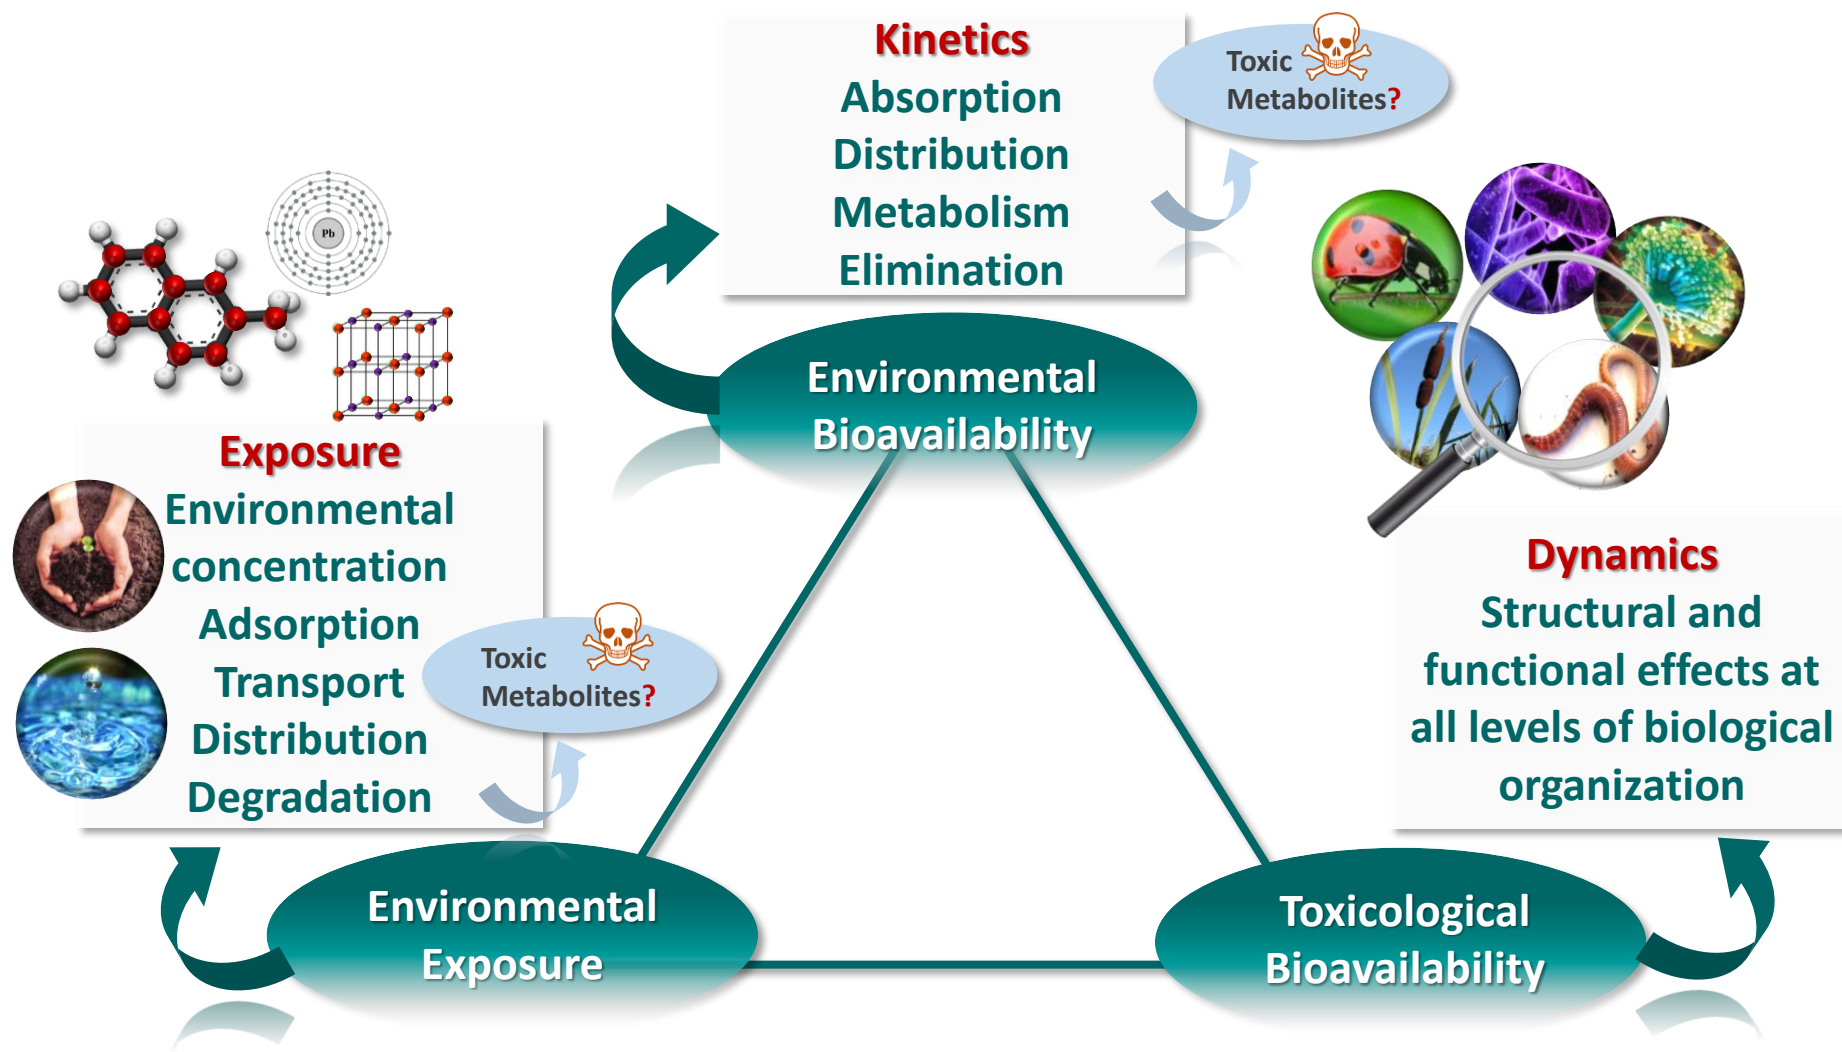 Kinetics
Absorption
Distribution
Metabolism
Elimination
Toxic
Metabolites?
Pb
Environmental
Bioavailability
Exposure
Environmental
concentration
Adsorption
Transport
Distribution
Degradation
Toxic
Metabolites?
Dynamics
Structural and
functional effects at
all levels of biological
organization
Environmental
Exposure
Toxicological
Bioavailability